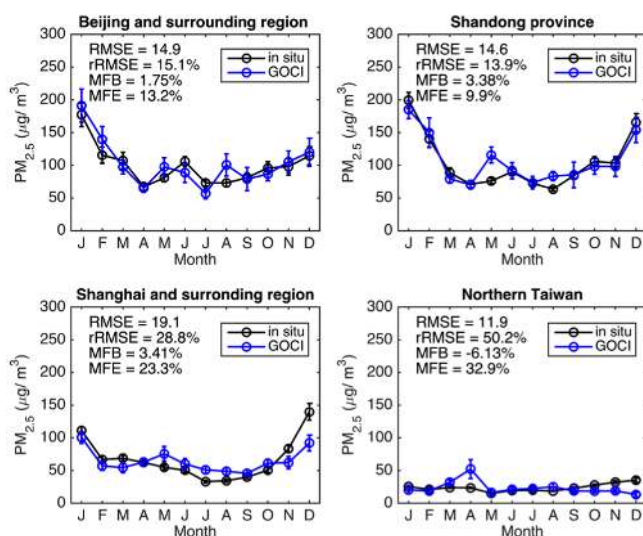 Beijing and surrounding region
RMSE = 14.9
rRMSE = 15.1%
MFB = 1.75%
MFE = 13.2%
in situ
GOCI
300
250
200
150
100
50
0
PM2.5 (μg/ m3)
J F M A M J J A S O N D
Month
Shandong province
RMSE = 14.6
rRMSE = 13.9%
MFB = 3.38%
MFE = 9.9%
in situ
GOCI
300
250
200
150
100
50
0
PM2.5 (μg/ m3)
J F M A M J J A S O N D
Month
Shanghai and surronding region
RMSE = 19.1
rRMSE = 28.8%
MFB = 3.41%
MFE = 23.3%
in situ
GOCI
300
250
200
150
100
50
0
PM2.5 (μg/ m3)
J F M A M J J A S O N D
Month
Northern Taiwan
RMSE = 11.9
rRMSE = 50.2%
MFB = -6.13%
MFE = 32.9%
in situ
GOCI
300
250
200
150
100
50
0
PM2.5 (μg/ m3)
J F M A M J J A S O N D
Month